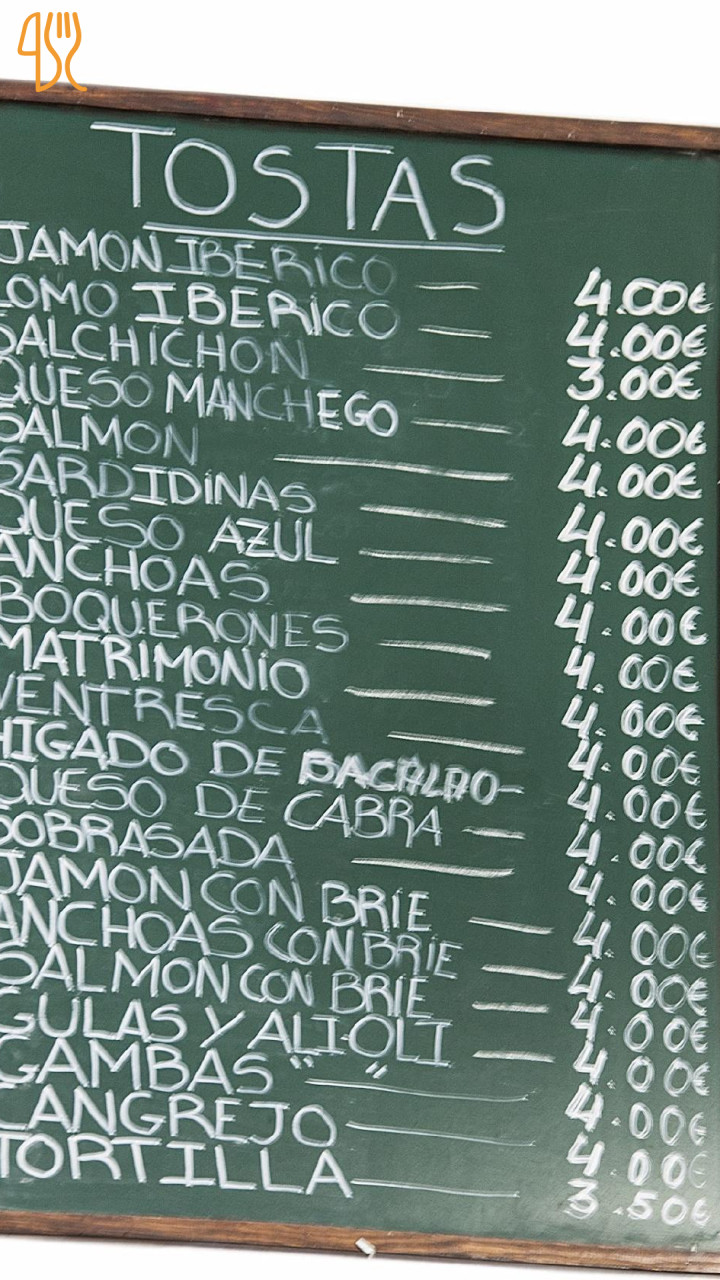 TOSTAS
JAMON IBERICO — 4.00€
LOMO IBERICO — 4.00€
SALCHICHON — 3.00€
QUESO MANCHEGO — 4.00€
SALMON — 4.00€
SARDIDINAS — 4.00€
QUESO AZUL — 4.00€
ANCHOAS — 4.00€
BOQUERONES — 4.00€
MATRIMONIO — 4.00€
VENTRESCA — 4.00€
HIGADO DE BACALAO — 4.00€
QUESO DE CABRA — 4.00€
SOBRASADA — 4.00€
JAMON CON BRIE — 4.00€
ANCHOAS CON BRIE — 4.00€
SALMON CON BRIE — 4.00€
GULAS Y ALI-OLI — 4.00€
GAMBAS " " — 4.00€
CANGREJO — 4.00€
TORTILLA — 3.50€